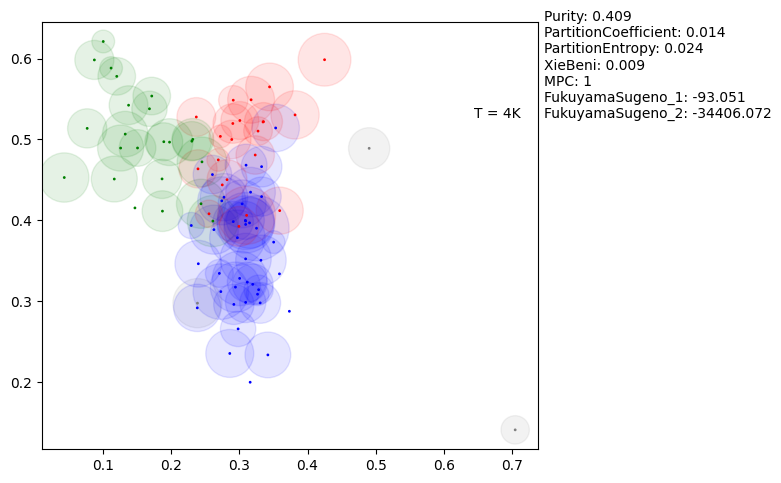 Purity: 0.409
PartitionCoefficient: 0.014
PartitionEntropy: 0.024
XieBeni: 0.009
MPC: 1
FukuyamaSugeno_1: -93.051
FukuyamaSugeno_2: -34406.072
T = 4K
0.6
0.5
0.4
0.3
0.2
0.1 0.2 0.3 0.4 0.5 0.6 0.7